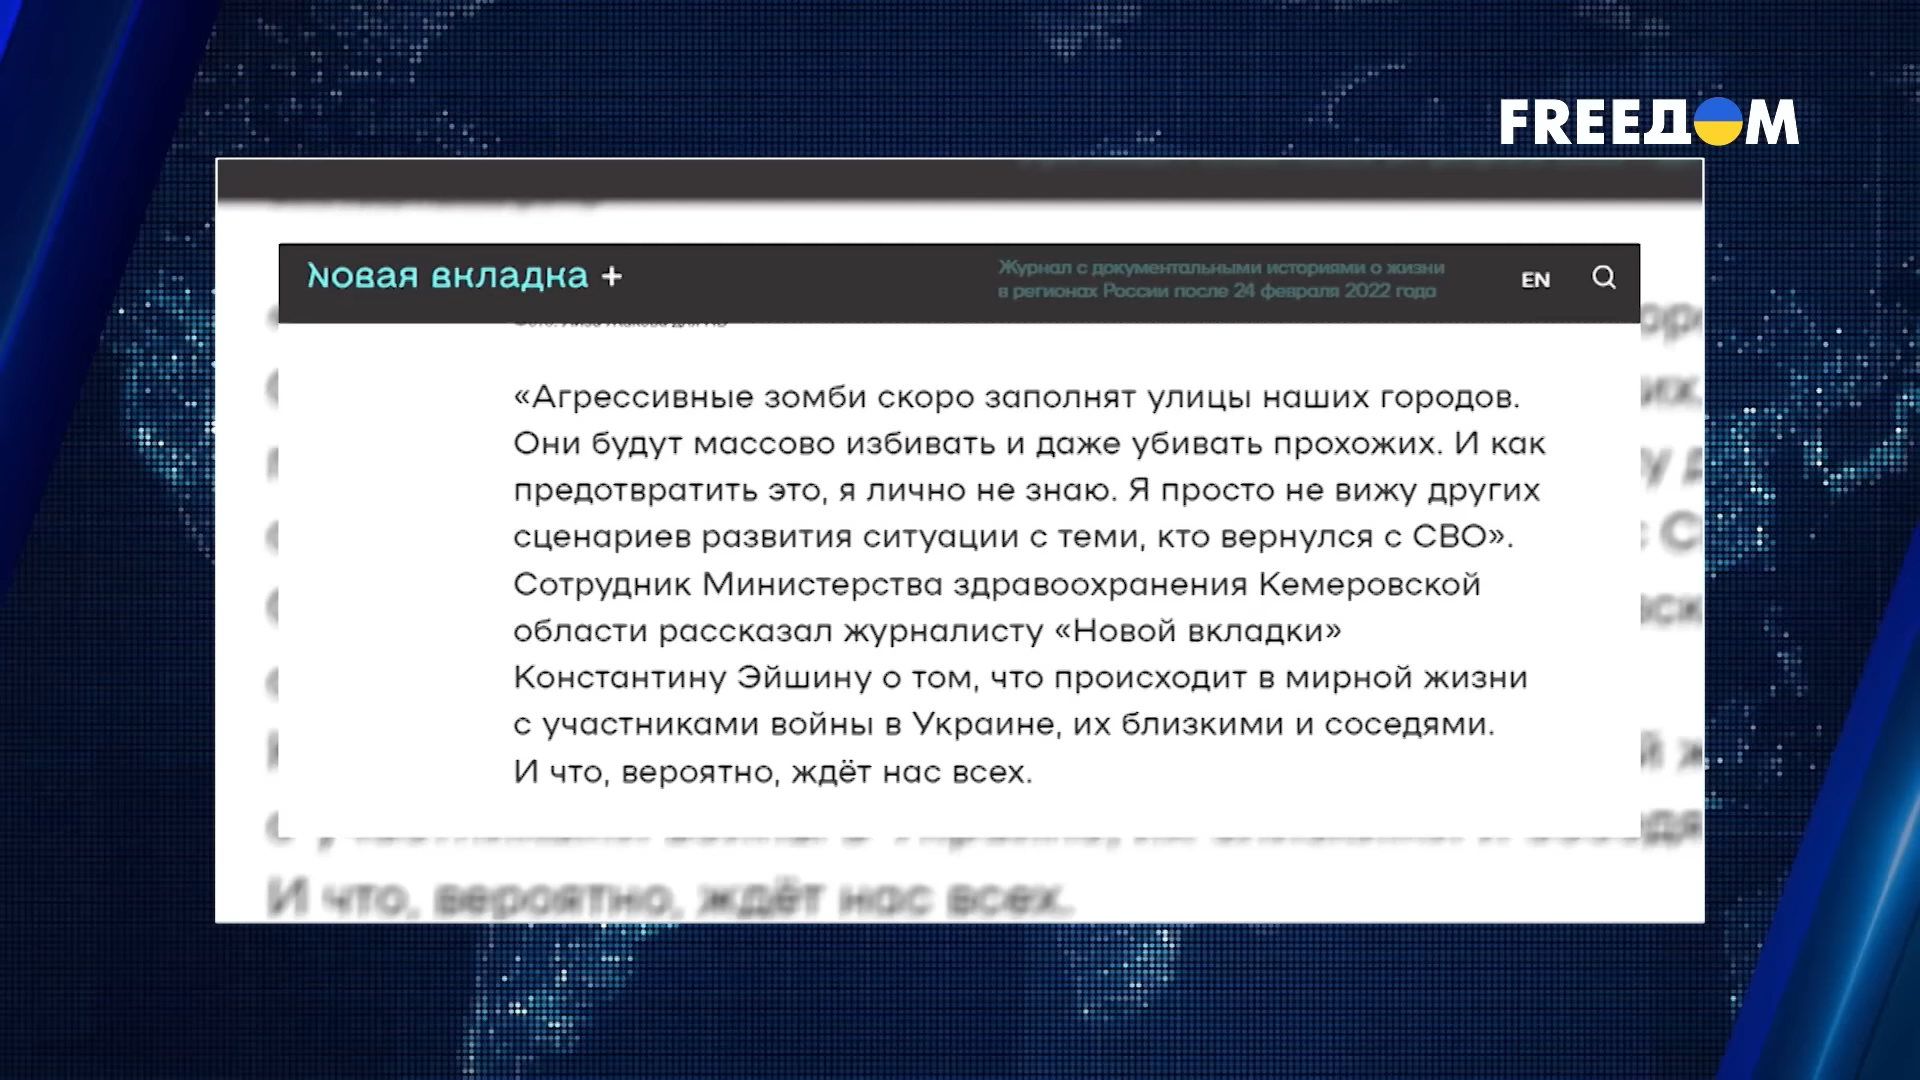 FREEДOM
Новая вкладка +
Журнал с документальными историями о жизни
в регионах России после 24 февраля 2022 года
EN
«Агрессивные зомби скоро заполнят улицы наших городов.
Они будут массово избивать и даже убивать прохожих. И как
предотвратить это, я лично не знаю. Я просто не вижу других
сценариев развития ситуации с теми, кто вернулся с СВО».
Сотрудник Министерства здравоохранения Кемеровской
области рассказал журналисту «Новой вкладки»
Константину Эйшину о том, что происходит в мирной жизни
с участниками войны в Украине, их близкими и соседями.
И что, вероятно, ждёт нас всех.
И что, вероятно, ждёт нас всех.